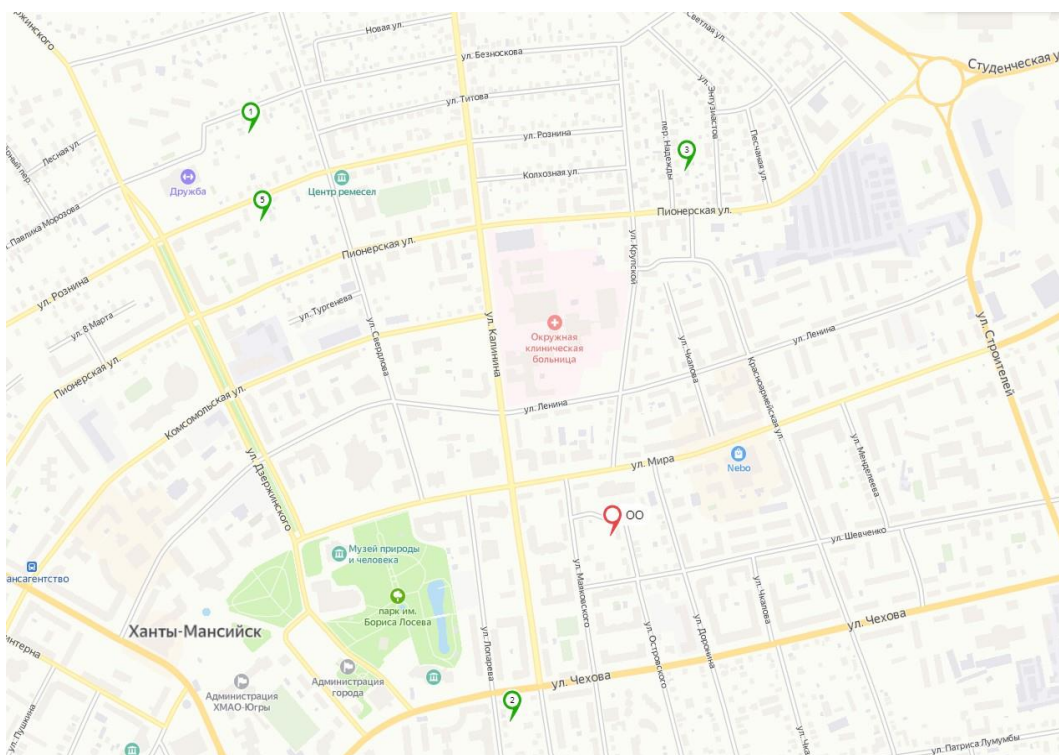 Дзержинского
Новая ул.
Светлая ул.
ул. Безноскова
Студенческая у
ул. Титова
ул. Энтузиастов
1
Лесная ул.
ул. Рознина
пер. Надежды
Песчаная ул.
3
Дружба
Центр ремесел
Колхозная ул.
5
Павлика Морозова
Пионерская ул.
Пионерская ул.
ул. Крупской
ул. Рознина
ул. Тургенева
ул. 8 Марта
ул. Свердлова
ул. Калинина
Окружная
клиническая
больница
ул. Чкалова
ул. Ленина
ул. Строителей
Пионерская ул.
Красноармейская ул.
Комсомольская ул.
ул. Ленина
ул. Дзержинского
ул. Мира
Nebo
ул. Менделеева
ОО
ул. Шевченко
Музей природы
и человека
ансагентство
парк им.
Бориса Лосева
ул. Маяковского
ул. Чкалова
Ханты-Мансийск
ул. Лопарева
ул. Островского
ул. Доронина
ул. Чехова
интерна
Администрация
ХМАО-Югры
Администрация
города
ул. Чехова
2
ул. Пушкина
ул. Чка
ул. Патриса Лумумбы